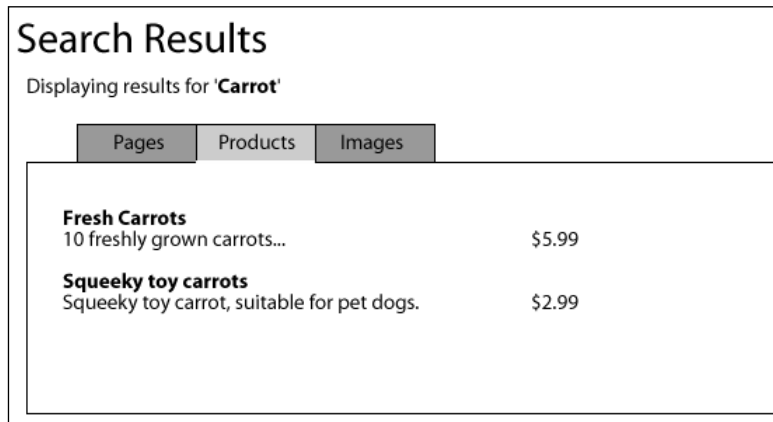 Search Results
Displaying results for 'Carrot'
Pages Products Images
Fresh Carrots
10 freshly grown carrots... $5.99
Squeeky toy carrots
Squeeky toy carrot, suitable for pet dogs. $2.99